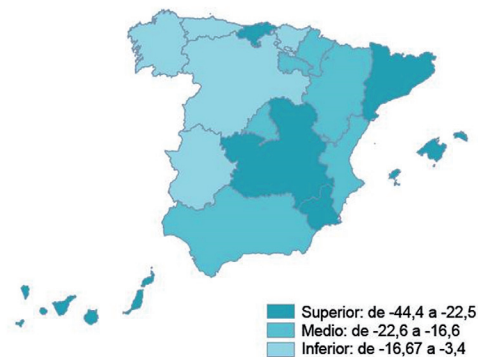 Superior: de -44,4 a -22,5
Medio: de -22,6 a -16,6
Inferior: de -16,67 a -3,4